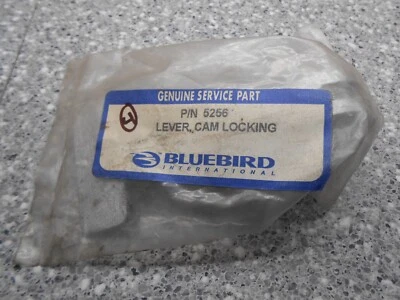 GENUINE SERVICE PART
P/N 5256
LEVER, CAM LOCKING
BLUEBIRD
INTERNATIONAL